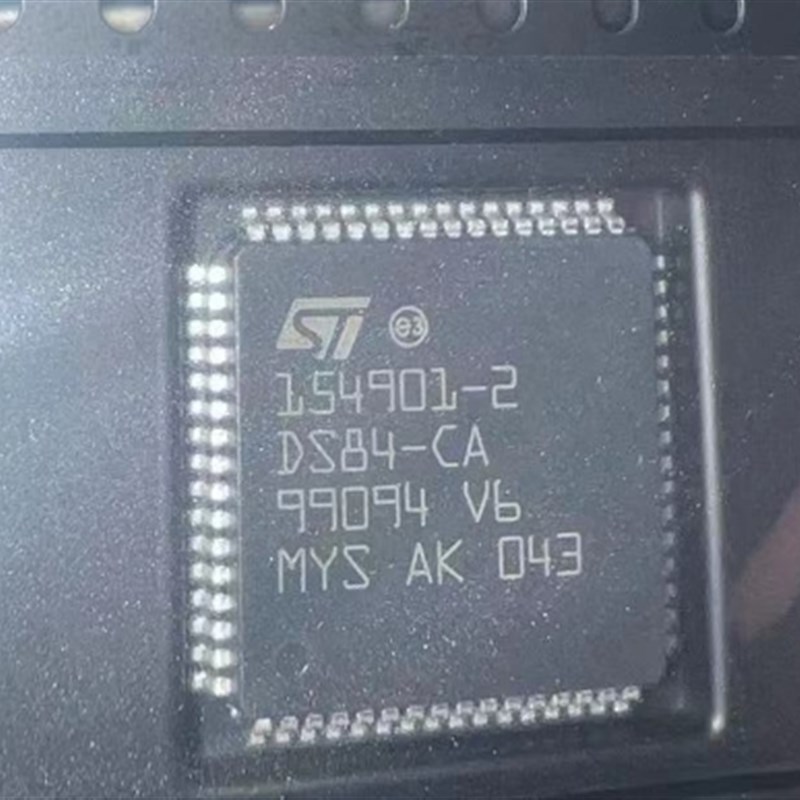 ST e3
154901-2
DS84-CA
99094 V6
MYS AK 043